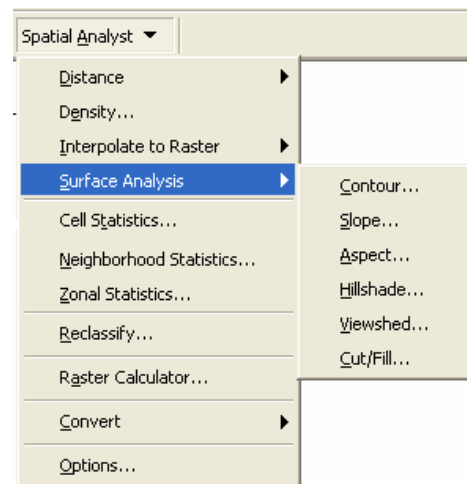 Spatial Analyst
Distance
Density...
Interpolate to Raster
Surface Analysis
Contour...
Slope...
Aspect...
Hillshade...
Viewshed...
Cut/Fill...
Cell Statistics...
Neighborhood Statistics...
Zonal Statistics...
Reclassify...
Raster Calculator...
Convert
Options...